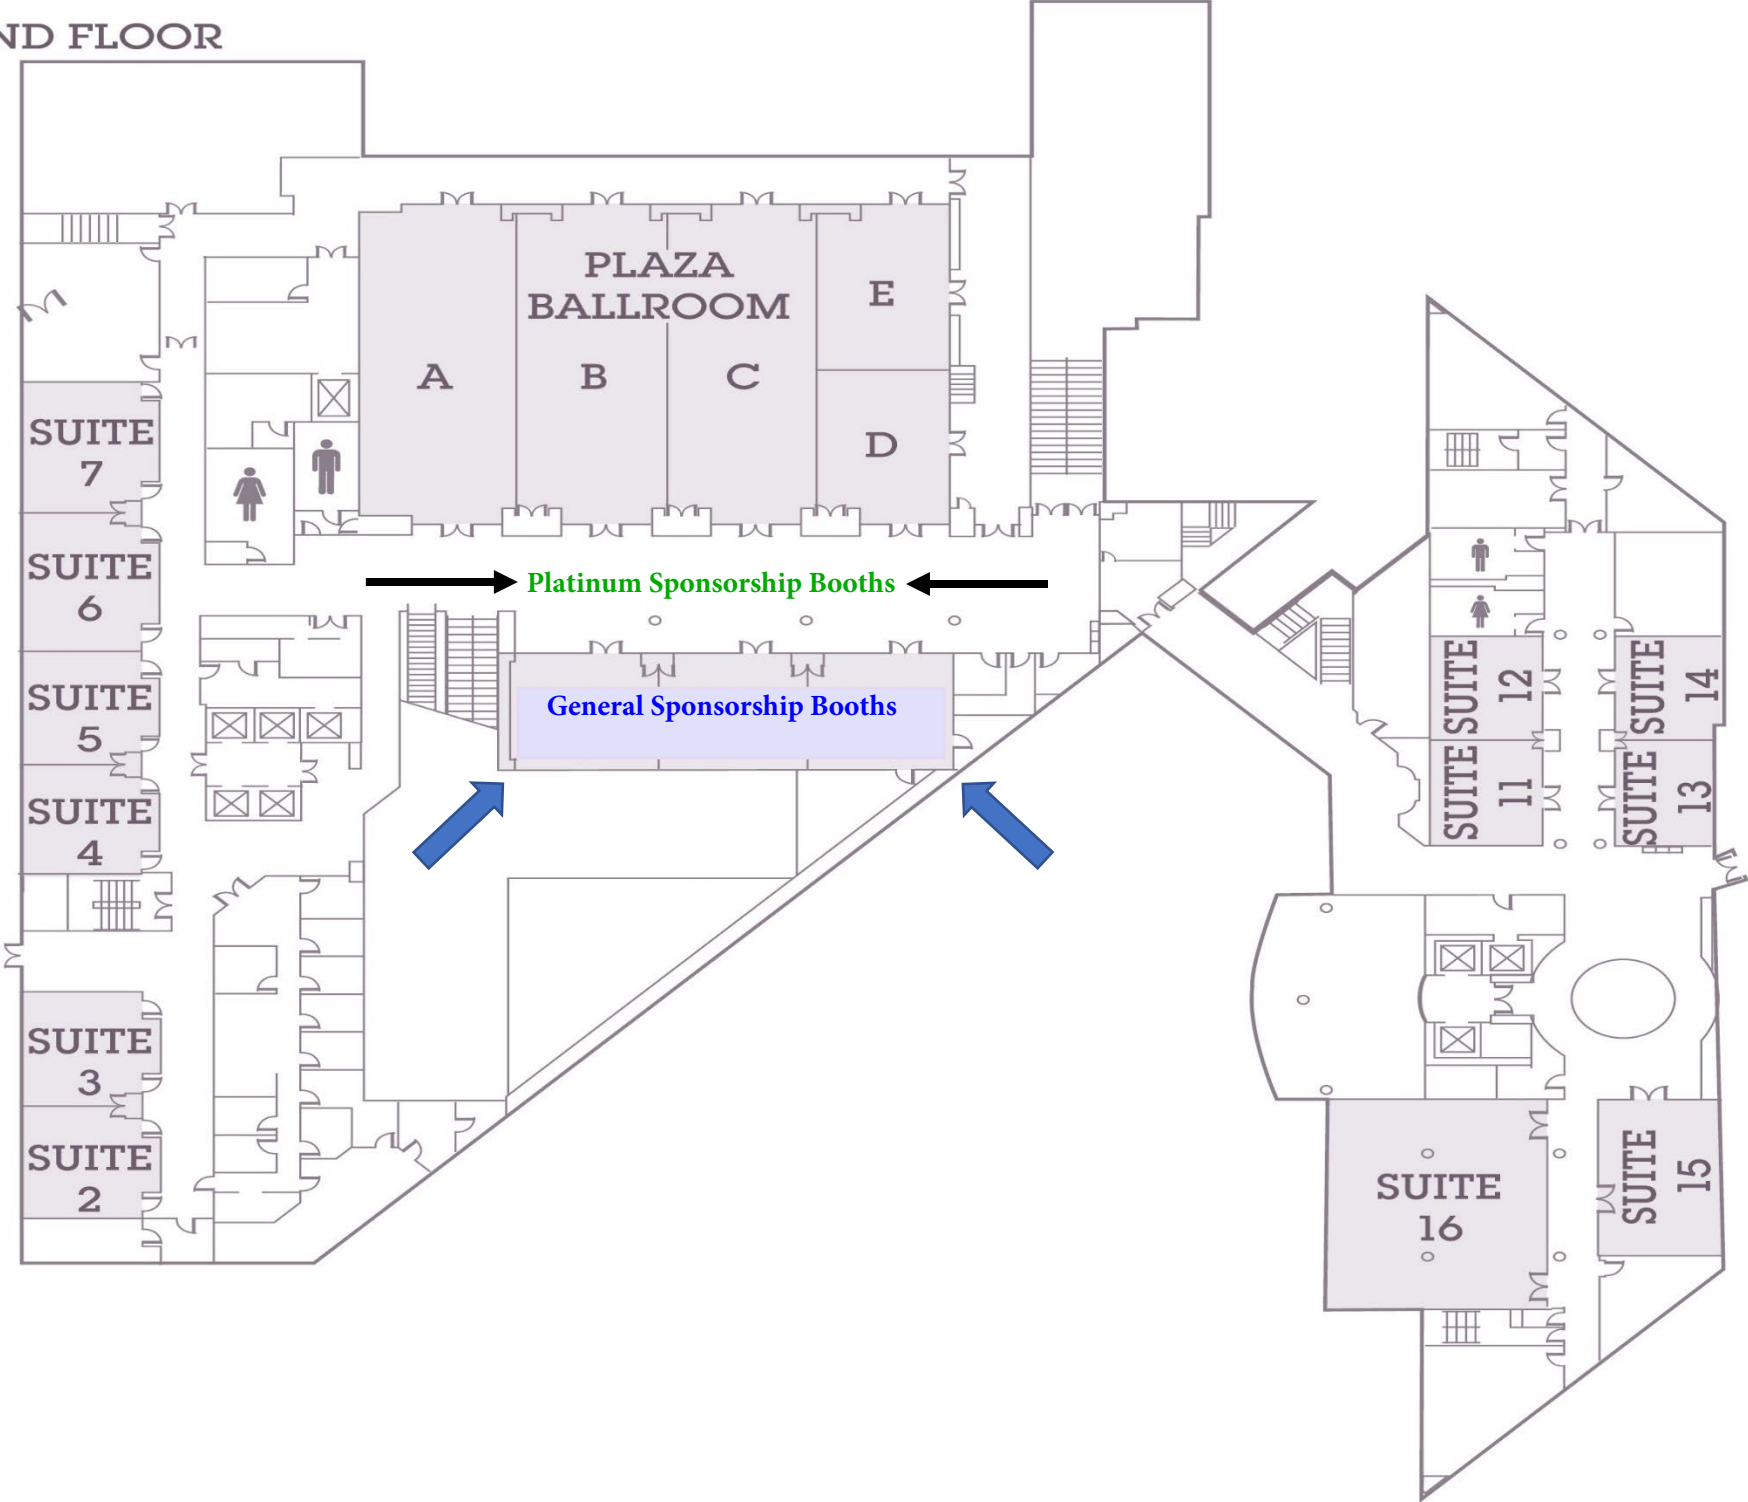 ND FLOOR
PLAZA
BALLROOM
A
B
C
D
E
SUITE
7
SUITE
6
SUITE
5
SUITE
4
SUITE
3
SUITE
2
Platinum Sponsorship Booths
General Sponsorship Booths
SUITE
12
SUITE
14
SUITE
11
SUITE
13
SUITE
16
SUITE
15